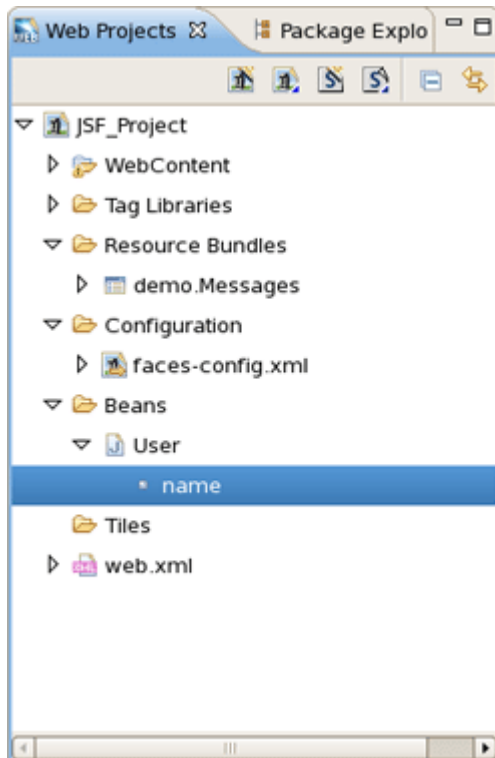 Web Projects Package Explo
JSF_Project
WebContent
Tag Libraries
Resource Bundles
demo.Messages
Configuration
faces-config.xml
Beans
User
name
Tiles
web.xml